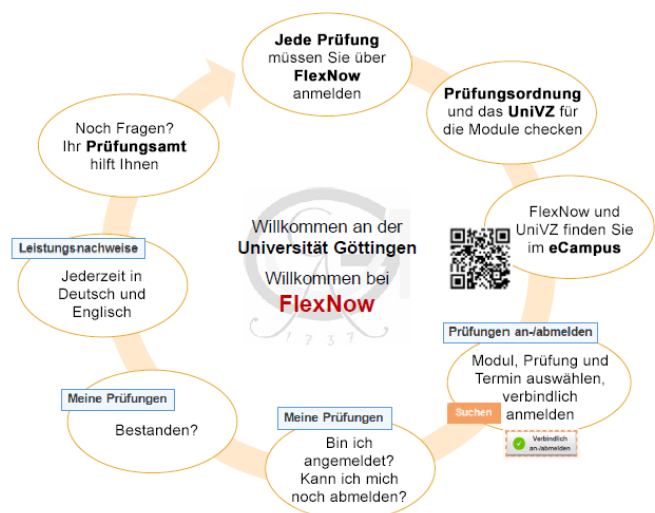 Jede Prüfung
müssen Sie über
FlexNow
anmelden
Prüfungsordnung
und das UniVZ für
die Module checken
FlexNow und
UniVZ finden Sie
im eCampus
Prüfungen an-/abmelden
Modul, Prüfung und
Termin auswählen,
verbindlich
anmelden
Suchen
Verbindlich
an-/abmelden
Meine Prüfungen
Bin ich
angemeldet?
Kann ich mich
noch abmelden?
Meine Prüfungen
Bestanden?
Leistungsnachweise
Jederzeit in
Deutsch und
Englisch
Noch Fragen?
Ihr Prüfungsamt
hilft Ihnen
Willkommen an der
Universität Göttingen
Willkommen bei
FlexNow
1737